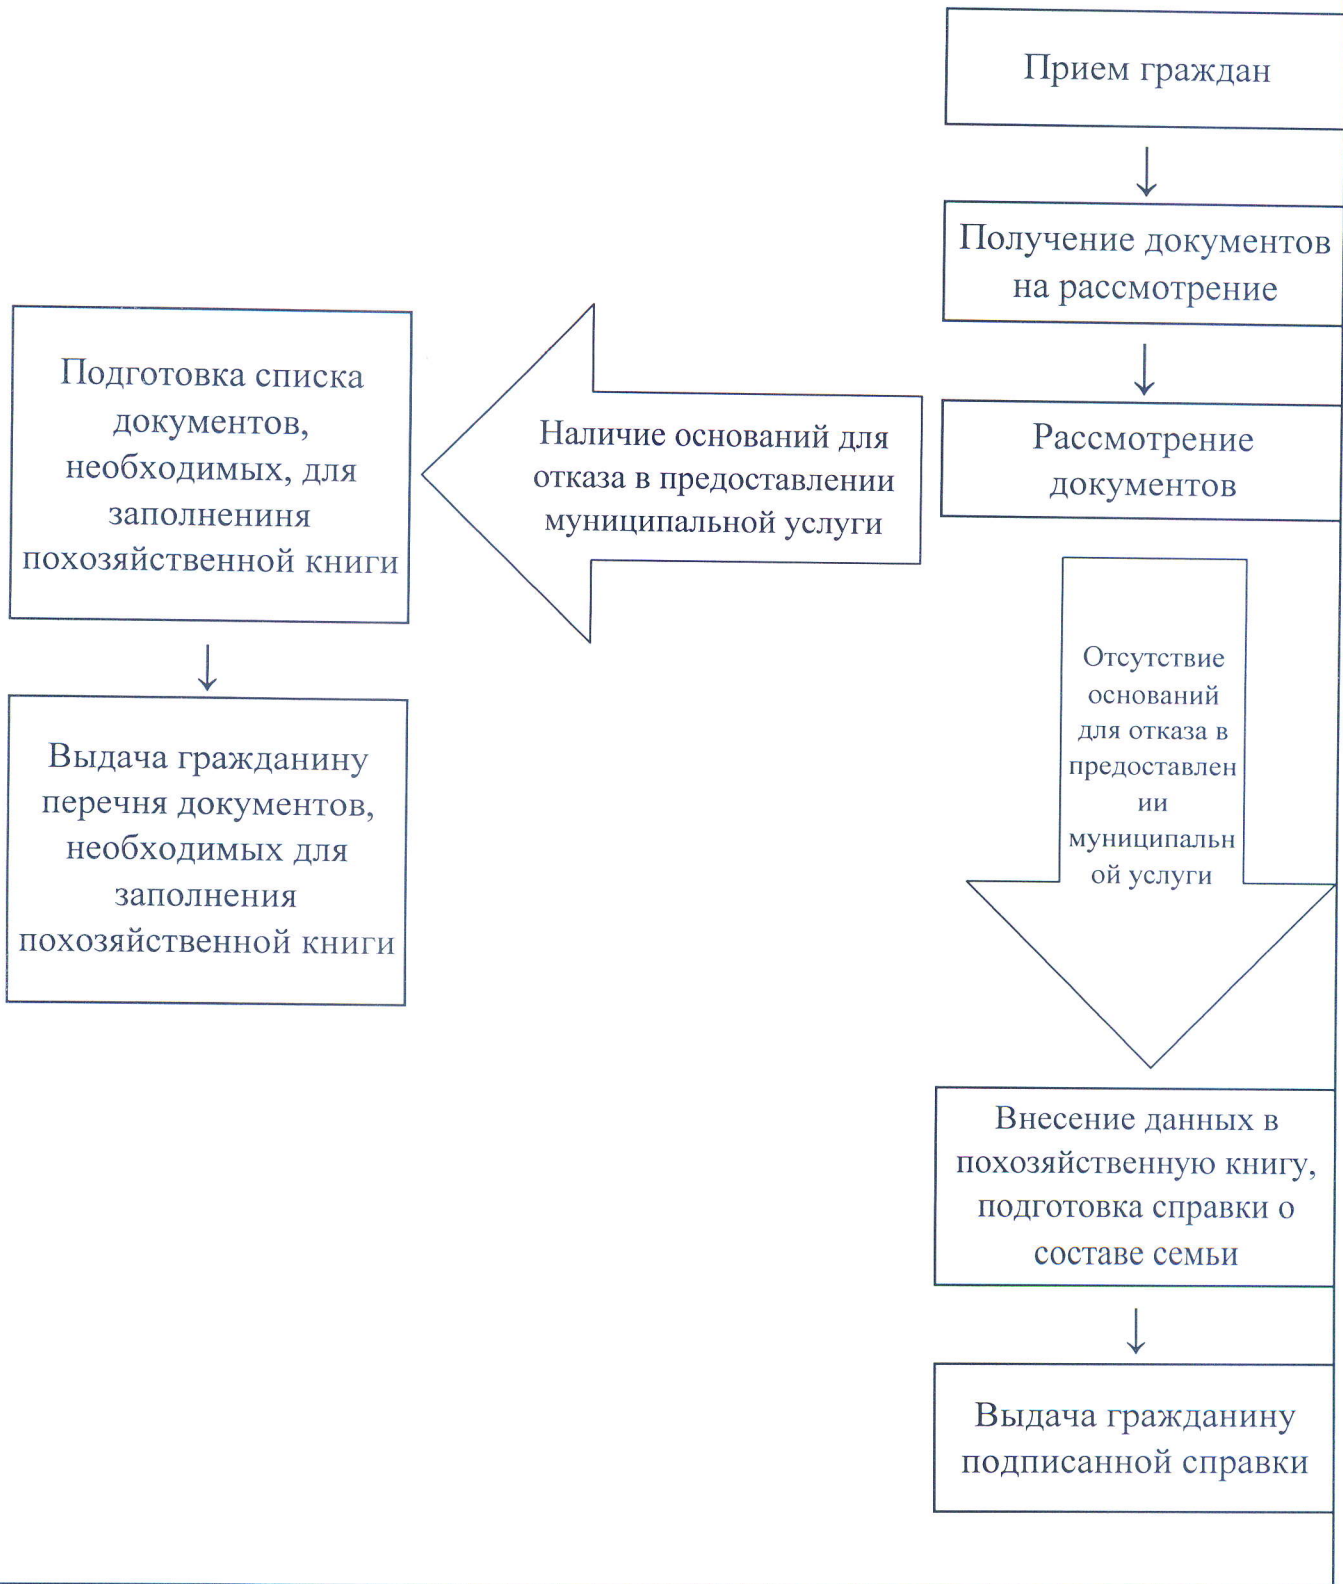 Прием граждан
Получение документов
на рассмотрение
Рассмотрение
документов
Наличие оснований для
отказа в предоставлении
муниципальной услуги
Подготовка списка
документов,
необходимых, для
заполнениня
похозяйственной книги
Выдача гражданину
перечня документов,
необходимых для
заполнения
похозяйственной книги
Отсутствие
оснований
для отказа в
предоставлен
ии
муниципальн
ой услуги
Внесение данных в
похозяйственную книгу,
подготовка справки о
составе семьи
Выдача гражданину
подписанной справки